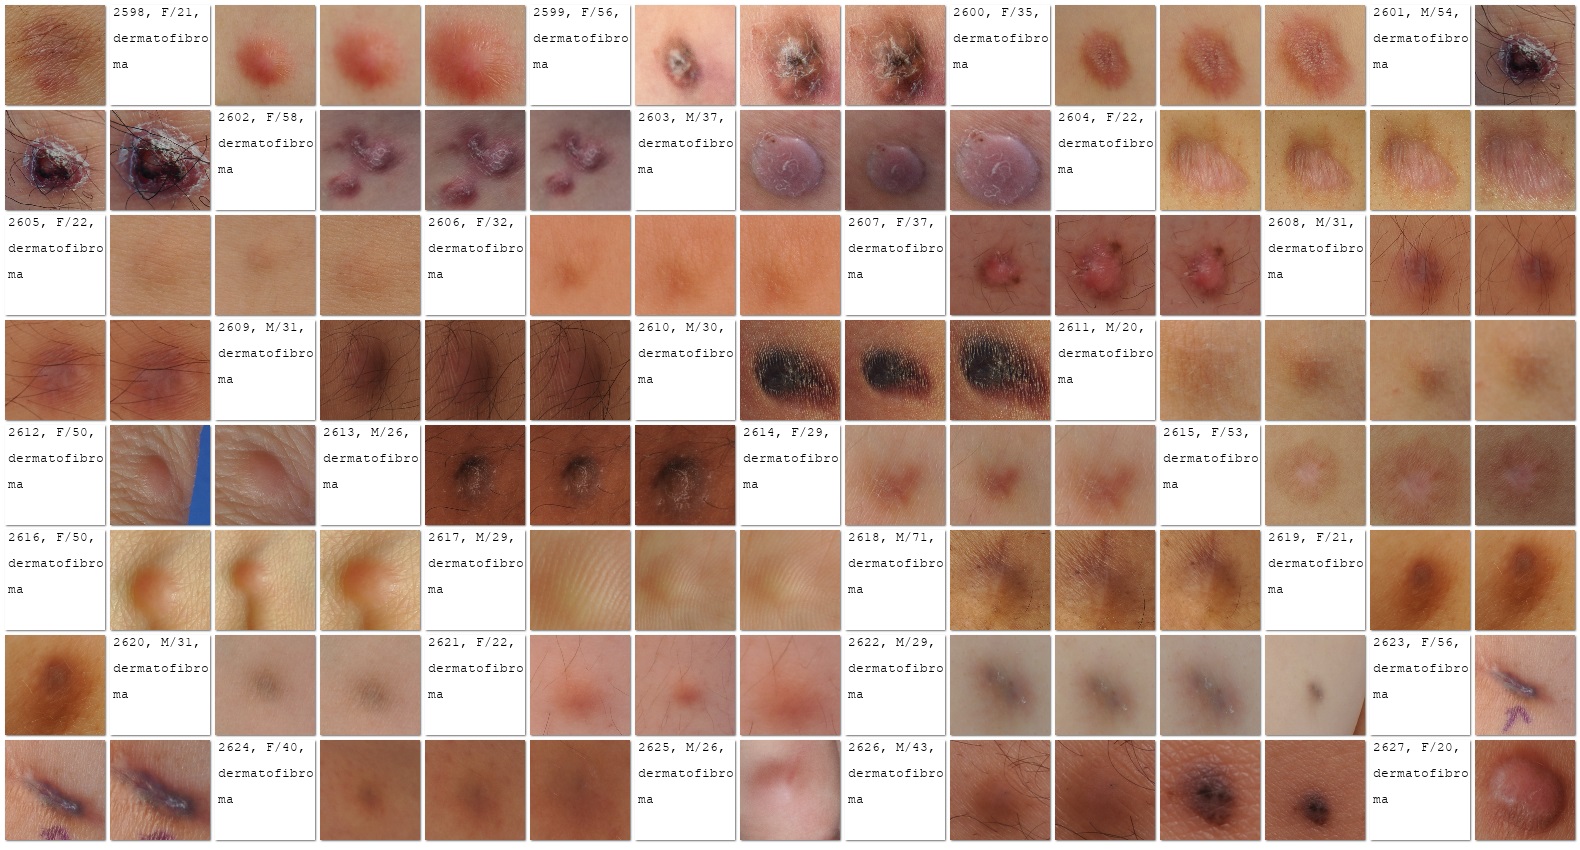 2598, F/21,
dermatofibro
ma
2599, F/56,
dermatofibro
ma
2600, F/35,
dermatofibro
ma
2601, M/54,
dermatofibro
ma
2602, F/58,
dermatofibro
ma
2603, M/37,
dermatofibro
ma
2604, F/22,
dermatofibro
ma
2605, F/22,
dermatofibro
ma
2606, F/32,
dermatofibro
ma
2607, F/37,
dermatofibro
ma
2608, M/31,
dermatofibro
ma
2609, M/31,
dermatofibro
ma
2610, M/30,
dermatofibro
ma
2611, M/20,
dermatofibro
ma
2612, F/50,
dermatofibro
ma
2613, M/26,
dermatofibro
ma
2614, F/29,
dermatofibro
ma
2615, F/53,
dermatofibro
ma
2616, F/50,
dermatofibro
ma
2617, M/29,
dermatofibro
ma
2618, M/71,
dermatofibro
ma
2619, F/21,
dermatofibro
ma
2620, M/31,
dermatofibro
ma
2621, F/22,
dermatofibro
ma
2622, M/29,
dermatofibro
ma
2623, F/56,
dermatofibro
ma
2624, F/40,
dermatofibro
ma
2625, M/26,
dermatofibro
ma
2626, M/43,
dermatofibro
ma
2627, F/20,
dermatofibro
ma